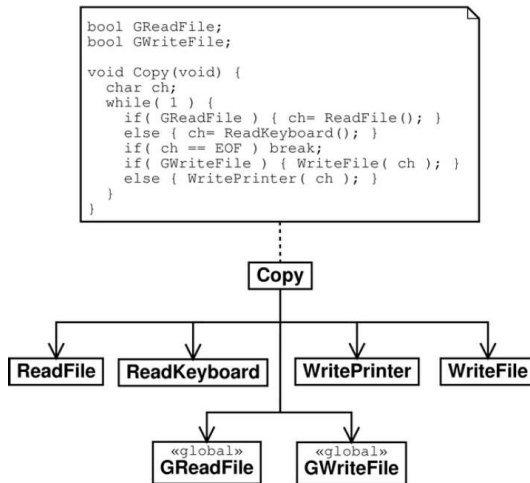 bool GReadFile;
bool GWriteFile;
void Copy(void) {
char ch;
while( 1 ) {
if( GReadFile ) { ch= ReadFile(); }
else { ch= ReadKeyboard(); }
if( ch == EOF ) break;
if( GWriteFile ) { WriteFile( ch ); }
else { WritePrinter( ch ); }
}
}
Copy
ReadFile ReadKeyboard WritePrinter WriteFile
«global» «global»
GReadFile GWriteFile